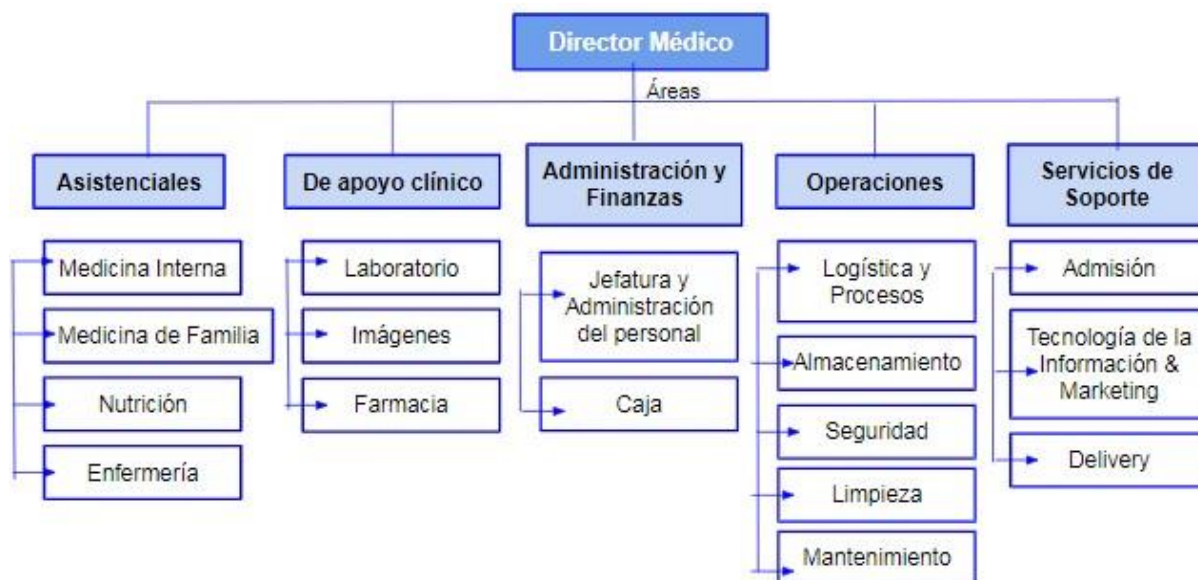 Director Médico
Áreas
Asistenciales
Medicina Interna
Medicina de Familia
Nutrición
Enfermería
De apoyo clínico
Laboratorio
Imágenes
Farmacia
Administración y
Finanzas
Jefatura y
Administración
del personal
Caja
Operaciones
Logística y
Procesos
Almacenamiento
Seguridad
Limpieza
Mantenimiento
Servicios de
Soporte
Admisión
Tecnología de la
Información &
Marketing
Delivery